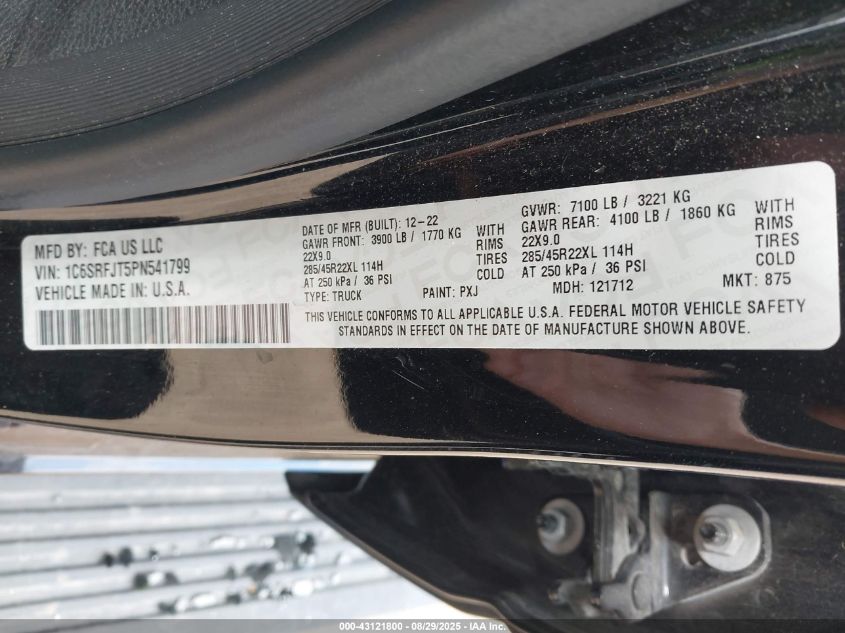 MFD BY: FCA US LLC
VIN: 1C6SRFJT5PN541799
VEHICLE MADE IN: U.S.A.
DATE OF MFR (BUILT): 12-22
GAWR FRONT: 3900 LB / 1770 KG WITH
22X9.0 RIMS
285/45R22XL 114H TIRES
AT 250 kPa / 36 PSI COLD
TYPE: TRUCK PAINT: PXJ
GVWR: 7100 LB / 3221 KG
GAWR REAR: 4100 LB / 1860 KG WITH
22X9.0 RIMS
285/45R22XL 114H TIRES
AT 250 kPa / 36 PSI COLD
MDH: 121712 MKT: 875
THIS VEHICLE CONFORMS TO ALL APPLICABLE U.S.A. FEDERAL MOTOR VEHICLE SAFETY
STANDARDS IN EFFECT ON THE DATE OF MANUFACTURE SHOWN ABOVE.
000-43121800 - 08/29/2025 - IAA Inc.